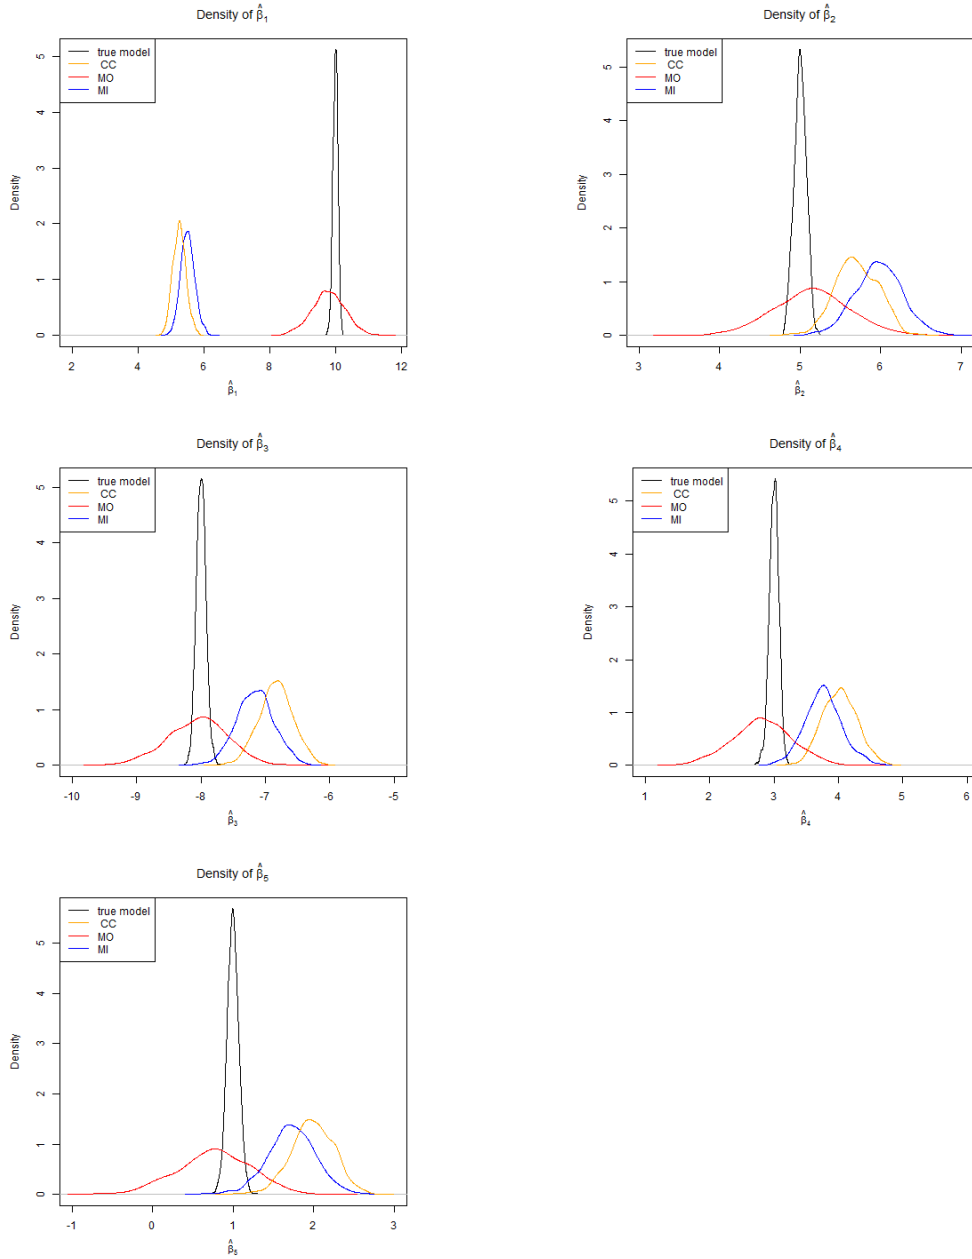 Density of β̂₁
true model
CC
MO
MI
Density
0 1 2 3 4 5
2 4 6 8 10 12
β̂₁
Density of β̂₂
true model
CC
MO
MI
Density
0 1 2 3 4 5
3 4 5 6 7
β̂₂
Density of β̂₃
true model
CC
MO
MI
Density
0 1 2 3 4 5
-10 -9 -8 -7 -6 -5
β̂₃
Density of β̂₄
true model
CC
MO
MI
Density
0 1 2 3 4 5
1 2 3 4 5 6
β̂₄
Density of β̂₅
true model
CC
MO
MI
Density
0 1 2 3 4 5
-1 0 1 2 3
β̂₅